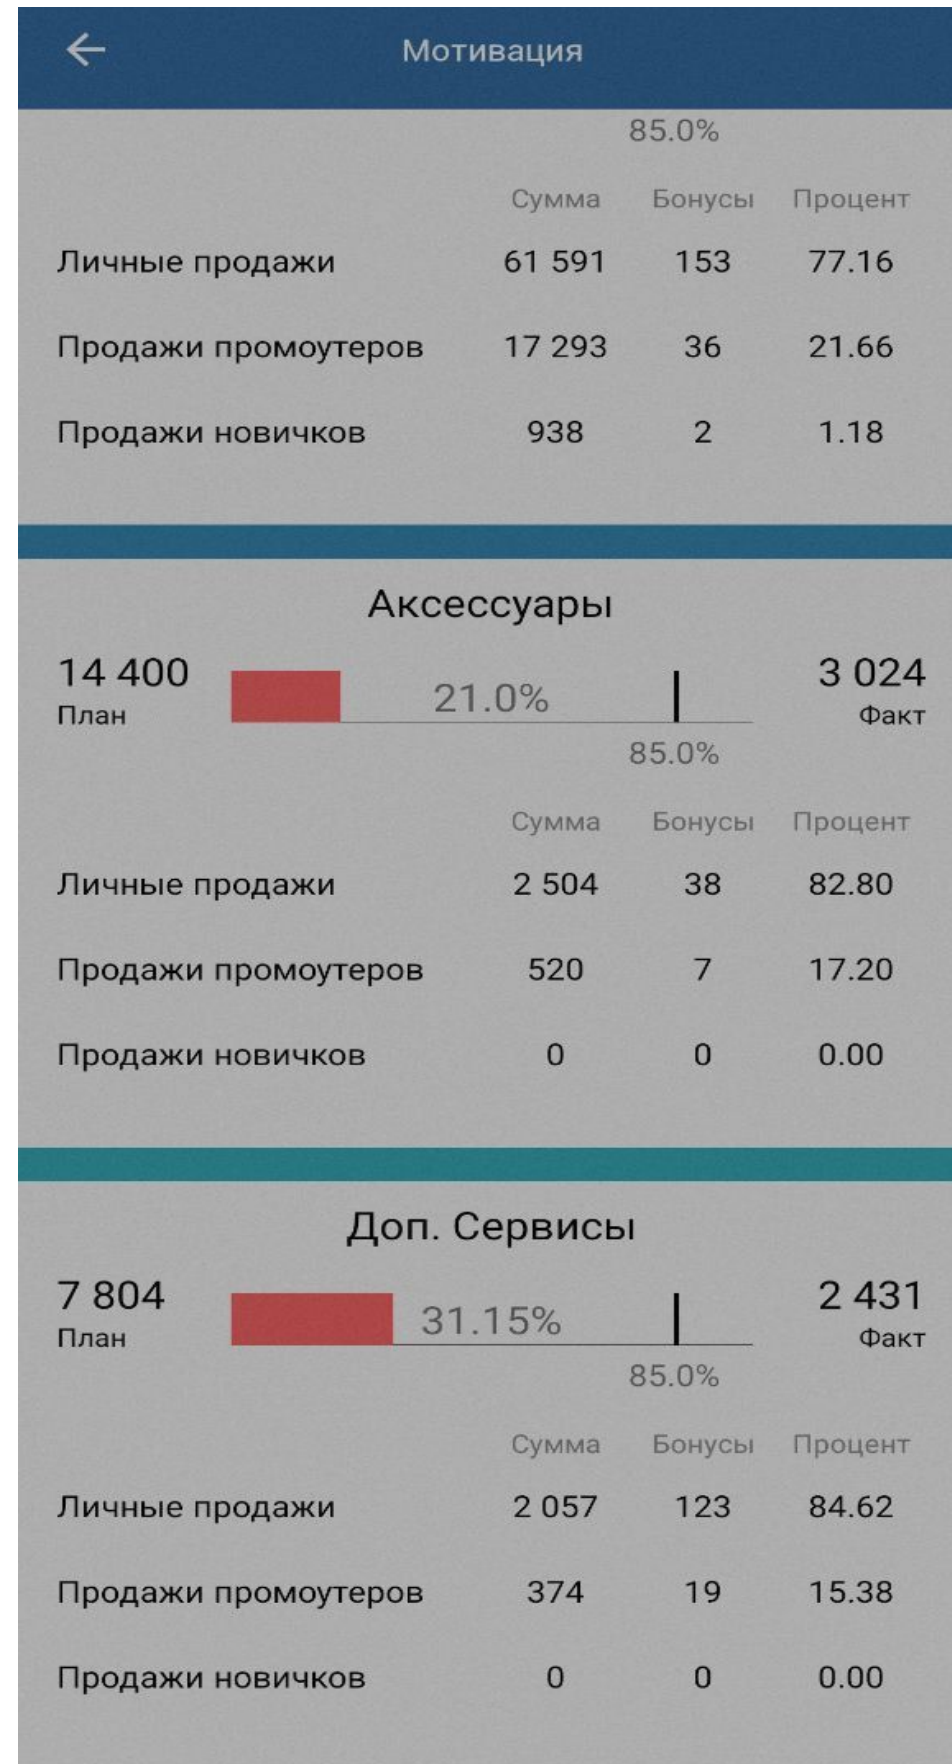 Мотивация
85.0%
Сумма Бонусы Процент
Личные продажи 61 591 153 77.16
Продажи промоутеров 17 293 36 21.66
Продажи новичков 938 2 1.18
Аксессуары
14 400 21.0% 3 024
План Факт
85.0%
Сумма Бонусы Процент
Личные продажи 2 504 38 82.80
Продажи промоутеров 520 7 17.20
Продажи новичков 0 0 0.00
Доп. Сервисы
7 804 31.15% 2 431
План Факт
85.0%
Сумма Бонусы Процент
Личные продажи 2 057 123 84.62
Продажи промоутеров 374 19 15.38
Продажи новичков 0 0 0.00